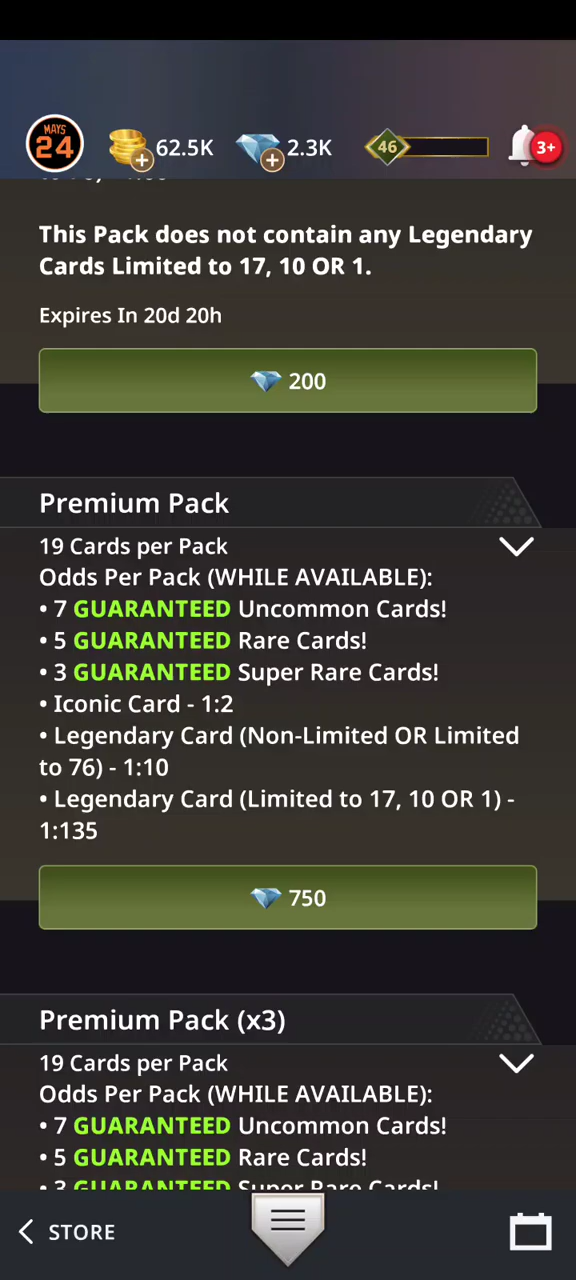 MAYS
24
62.5K
2.3K
46
3+
This Pack does not contain any Legendary
Cards Limited to 17, 10 OR 1.
Expires In 20d 20h
200
Premium Pack
19 Cards per Pack
Odds Per Pack (WHILE AVAILABLE):
• 7 GUARANTEED Uncommon Cards!
• 5 GUARANTEED Rare Cards!
• 3 GUARANTEED Super Rare Cards!
• Iconic Card - 1:2
• Legendary Card (Non-Limited OR Limited
to 76) - 1:10
• Legendary Card (Limited to 17, 10 OR 1) -
1:135
750
Premium Pack (x3)
19 Cards per Pack
Odds Per Pack (WHILE AVAILABLE):
• 7 GUARANTEED Uncommon Cards!
• 5 GUARANTEED Rare Cards!
• 3 GUARANTEED Super Rare Cards!
STORE